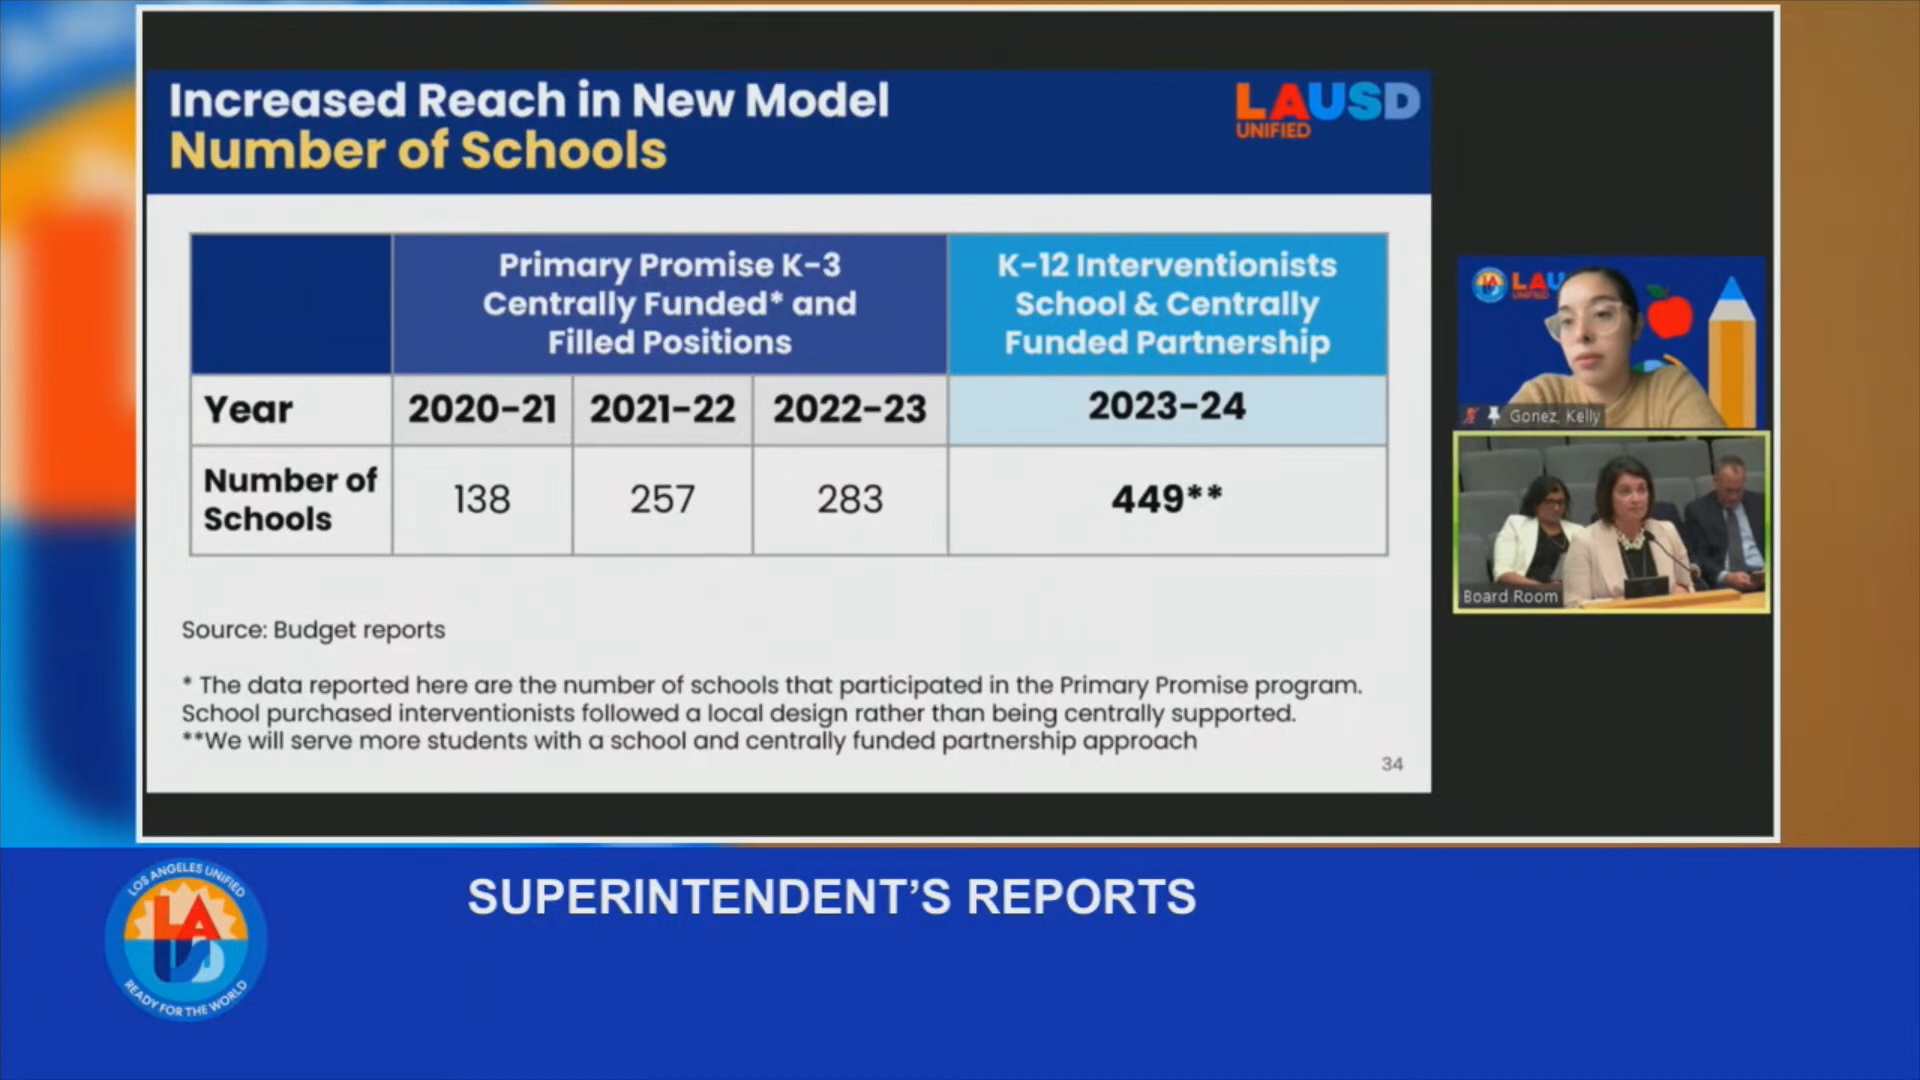 Increased Reach in New Model
Number of Schools
LAUSD
UNIFIED
Primary Promise K-3
Centrally Funded* and
Filled Positions
K-12 Interventionists
School & Centrally
Funded Partnership
Year
2020-21
2021-22
2022-23
2023-24
Number of
Schools
138
257
283
449**
Source: Budget reports
* The data reported here are the number of schools that participated in the Primary Promise program.
School purchased interventionists followed a local design rather than being centrally supported.
**We will serve more students with a school and centrally funded partnership approach
34
LAU
UNIFIED
Gonez, Kelly
Board Room
LOS ANGELES UNIFIED
LA
US
READY FOR THE WORLD
SUPERINTENDENT’S REPORTS